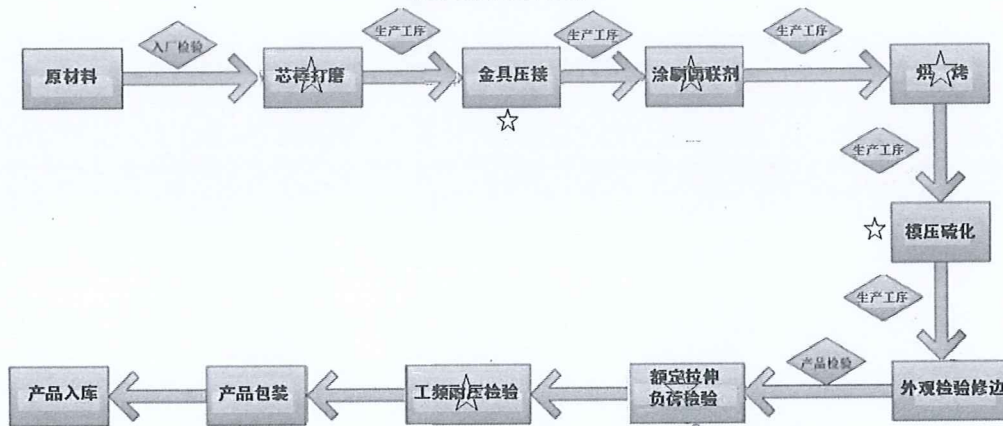 入厂检验
生产工序
生产工序
生产工序
原材料
芯棒打磨
金具压接
涂刷偶联剂
烘烤
生产工序
模压硫化
生产工序
产品检验
产品入库
产品包装
工频耐压检验
额定拉伸
负荷检验
外观检验修边